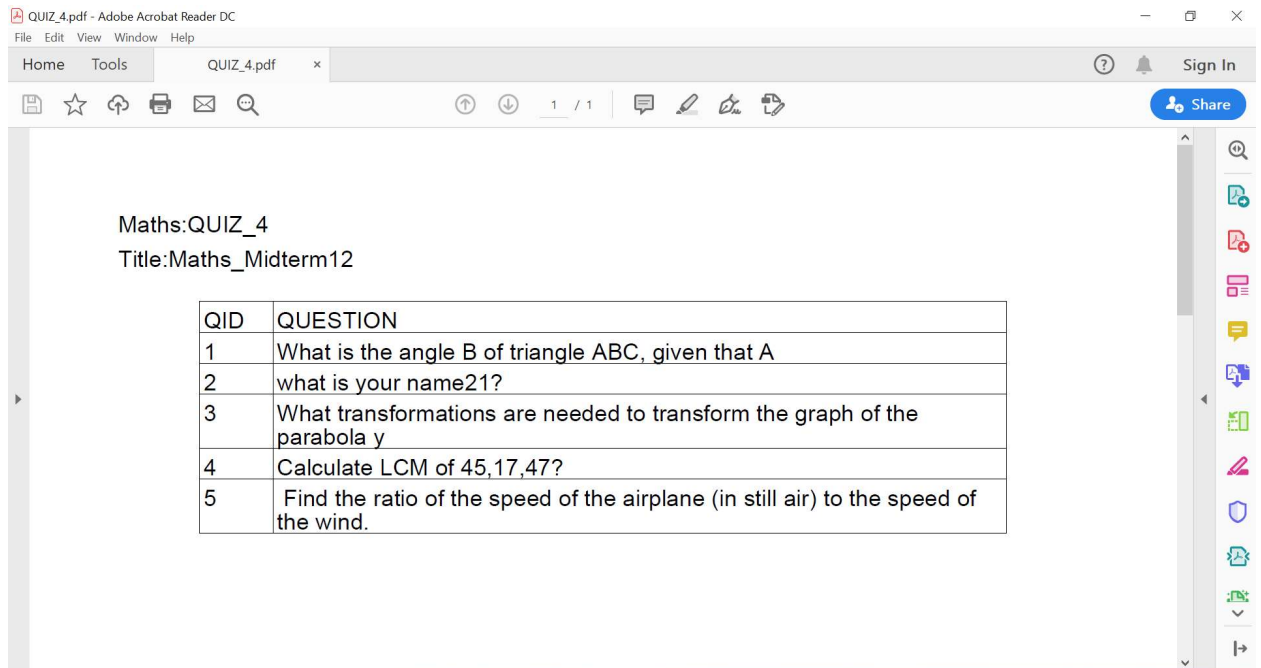 QUIZ_4.pdf - Adobe Acrobat Reader DC
File Edit View Window Help
Home Tools QUIZ_4.pdf × ? Sign In
1 / 1 Share
Maths:QUIZ_4
Title:Maths_Midterm12
QID QUESTION
1 What is the angle B of triangle ABC, given that A
2 what is your name21?
3 What transformations are needed to transform the graph of the
parabola y
4 Calculate LCM of 45,17,47?
5 Find the ratio of the speed of the airplane (in still air) to the speed of
the wind.